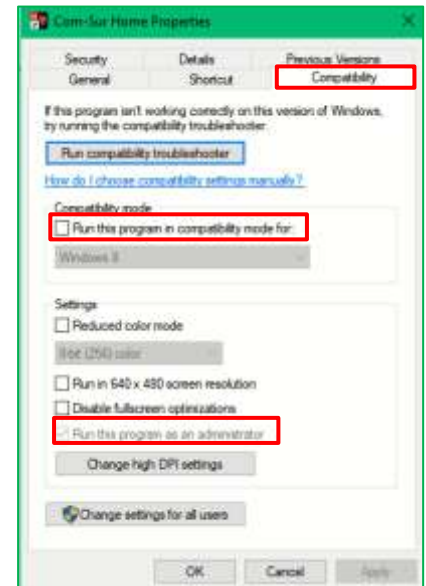 Com-Sur Home Properties
Security Details Previous Versions
General Shortcut Compatibility
If this program isn't working correctly on this version of Windows,
try running the compatibility troubleshooter.
Run compatibility troubleshooter
How do I choose compatibility settings manually?
Compatibility mode
Run this program in compatibility mode for:
Windows 8
Settings
Reduced color mode
8-bit (256) color
Run in 640 x 480 screen resolution
Disable fullscreen optimizations
Run this program as an administrator
Change high DPI settings
Change settings for all users
OK Cancel Apply